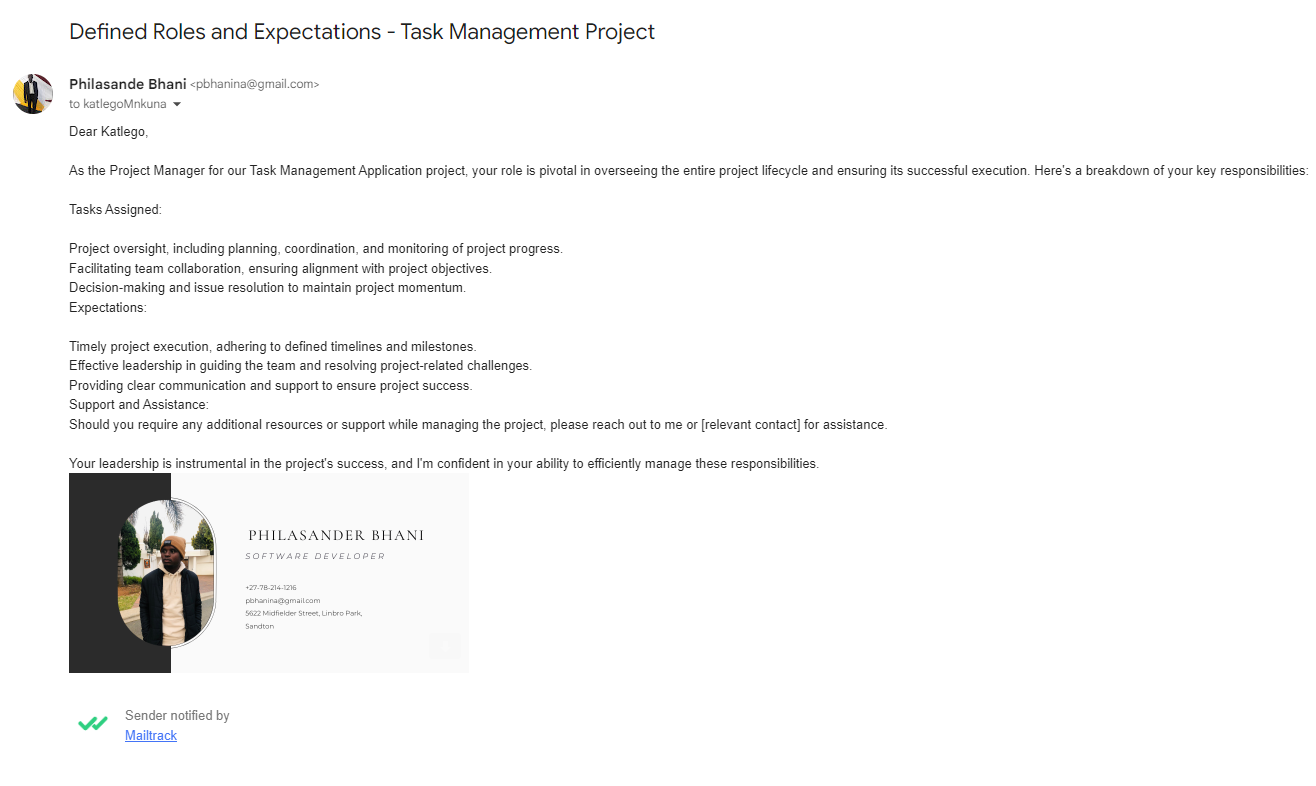 Defined Roles and Expectations - Task Management Project
Philasande Bhani <pbhanina@gmail.com>
to katlegoMnkuna
Dear Katlego,
As the Project Manager for our Task Management Application project, your role is pivotal in overseeing the entire project lifecycle and ensuring its successful execution. Here's a breakdown of your key responsibilities:
Tasks Assigned:
Project oversight, including planning, coordination, and monitoring of project progress.
Facilitating team collaboration, ensuring alignment with project objectives.
Decision-making and issue resolution to maintain project momentum.
Expectations:
Timely project execution, adhering to defined timelines and milestones.
Effective leadership in guiding the team and resolving project-related challenges.
Providing clear communication and support to ensure project success.
Support and Assistance:
Should you require any additional resources or support while managing the project, please reach out to me or [relevant contact] for assistance.
Your leadership is instrumental in the project's success, and I'm confident in your ability to efficiently manage these responsibilities.
PHILASANDER BHANI
SOFTWARE DEVELOPER
+27-78-214-1216
pbhanina@gmail.com
5622 Midfielder Street, Linbro Park,
Sandton
Sender notified by
Mailtrack